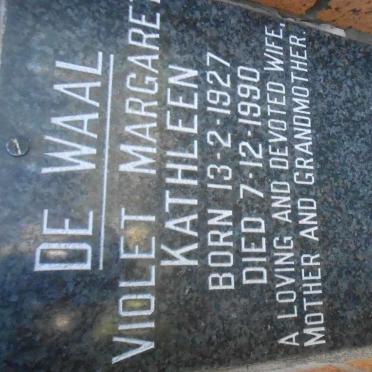 DE WAAL
VIOLET MARGARET
KATHLEEN
BORN 13-2-1927
DIED 7-12-1990
A LOVING AND DEVOTED WIFE,
MOTHER AND GRANDMOTHER.